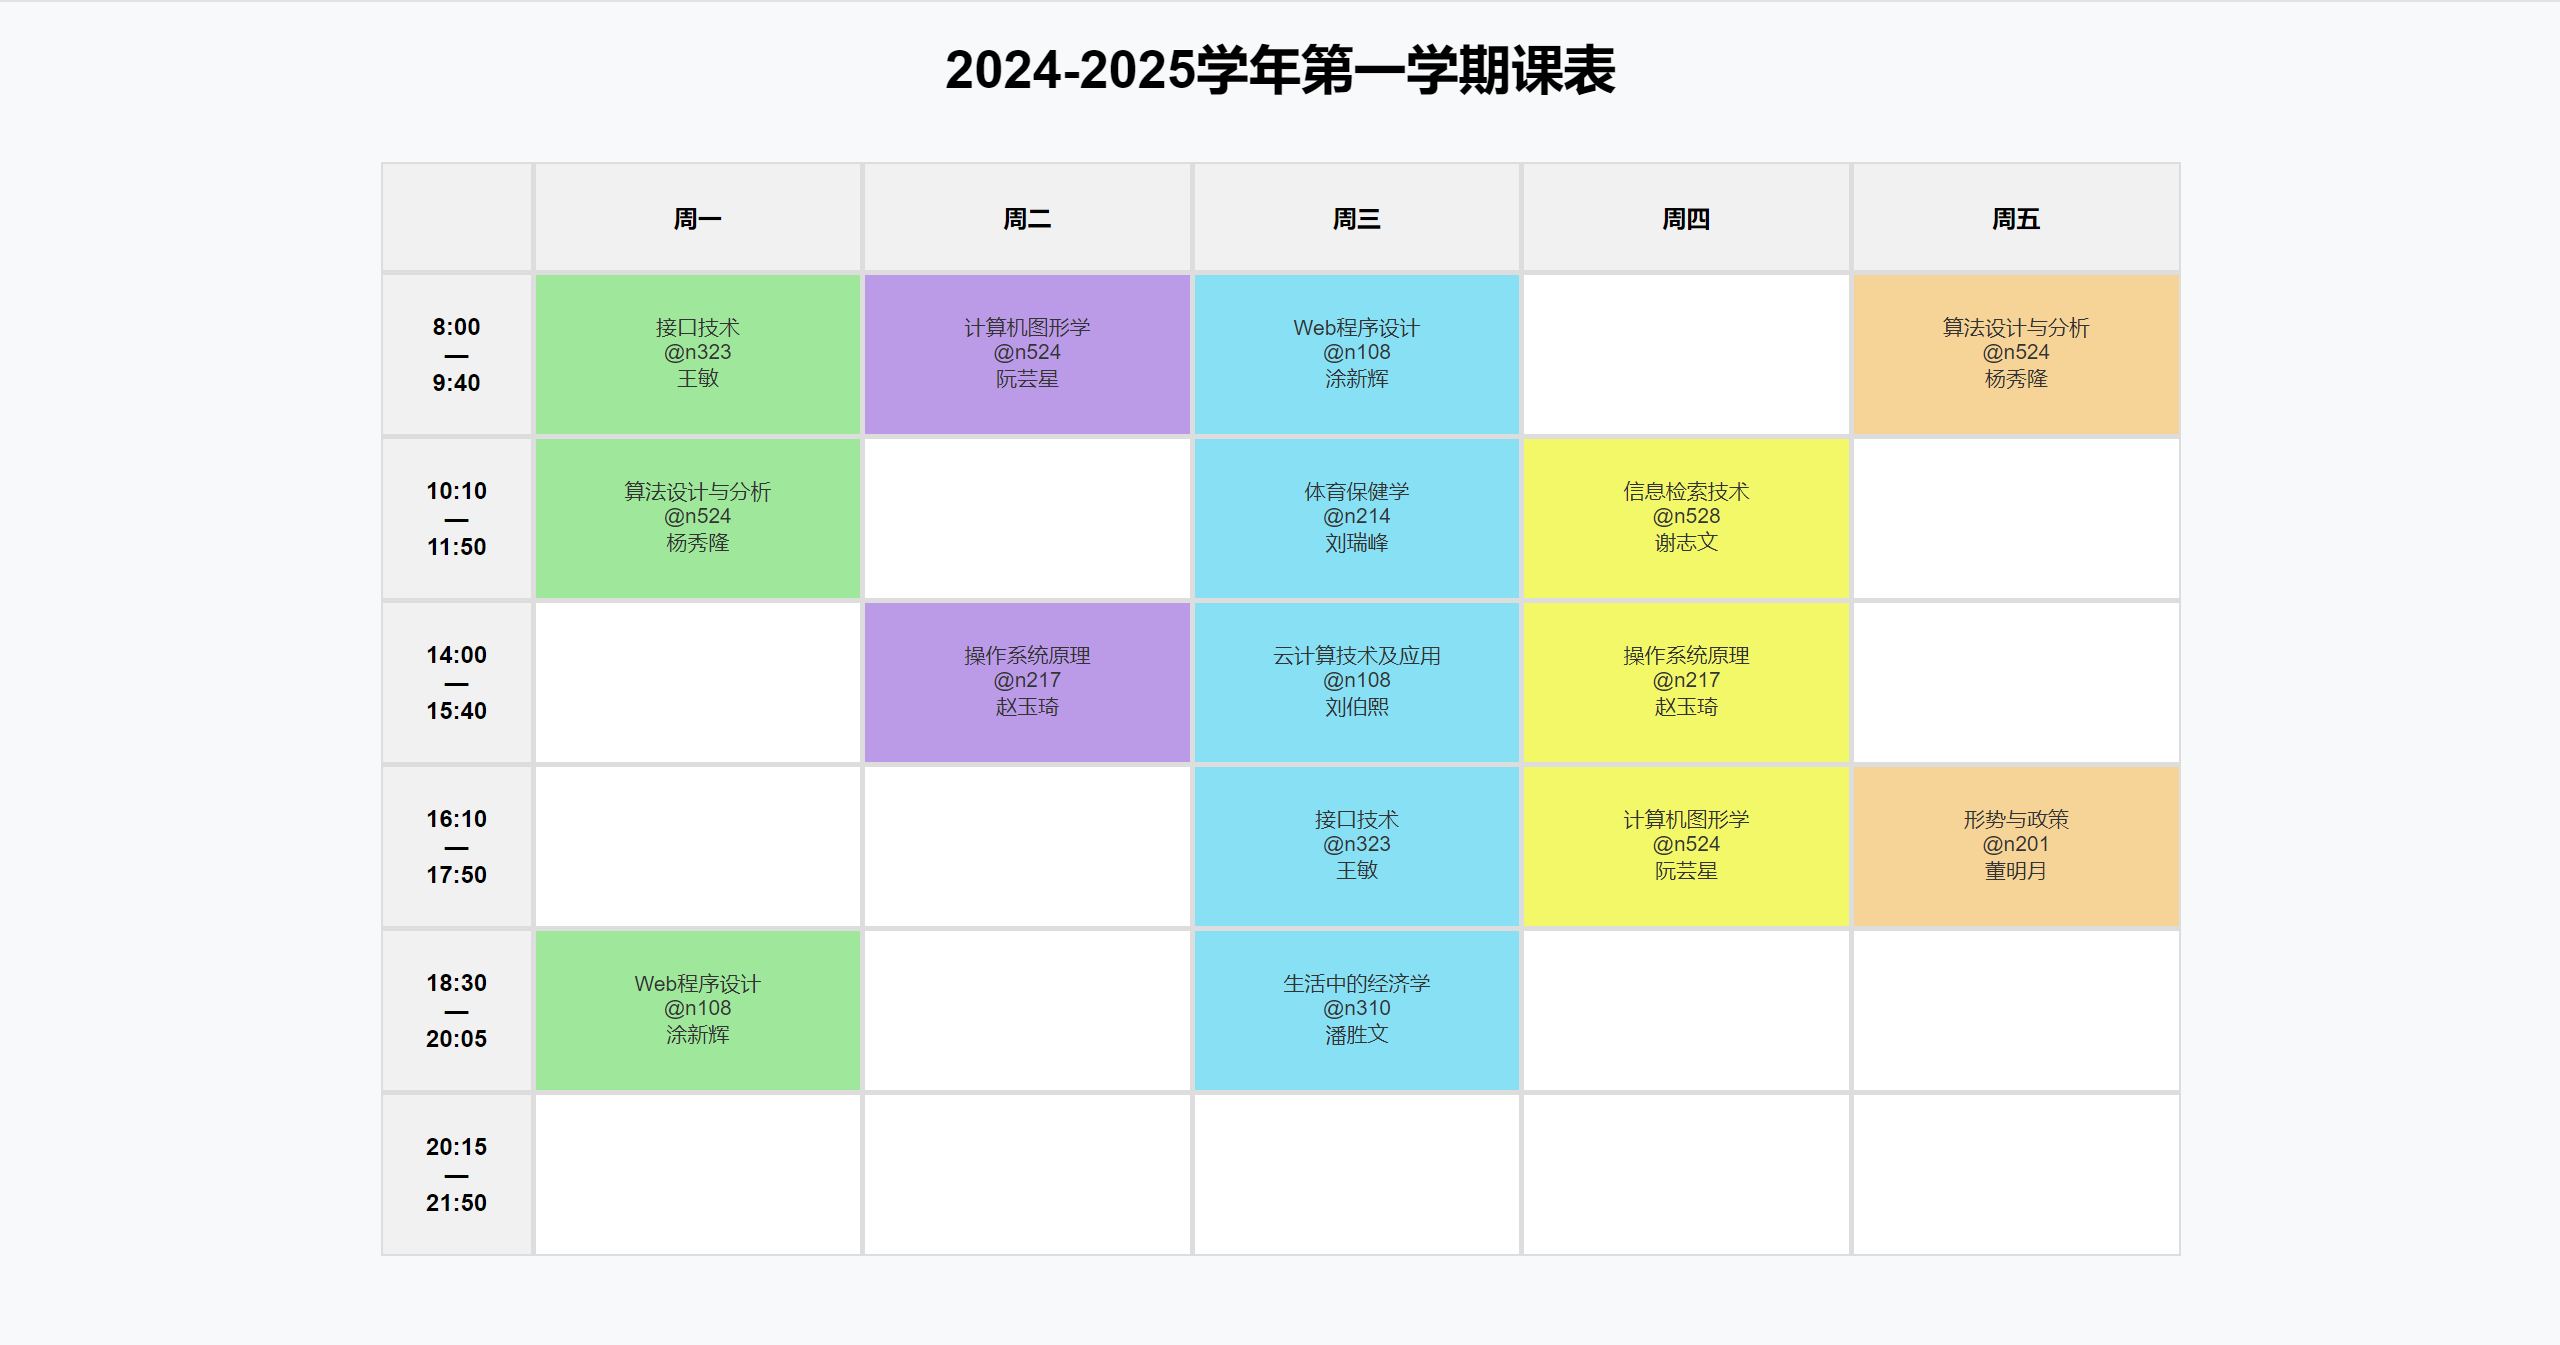 2024-2025学年第一学期课表
周一
周二
周三
周四
周五
8:00
—
9:40
接口技术
@n323
王敏
计算机图形学
@n524
阮芸星
Web程序设计
@n108
涂新辉
算法设计与分析
@n524
杨秀隆
10:10
—
11:50
算法设计与分析
@n524
杨秀隆
体育保健学
@n214
刘瑞峰
信息检索技术
@n528
谢志文
14:00
—
15:40
操作系统原理
@n217
赵玉琦
云计算技术及应用
@n108
刘伯熙
操作系统原理
@n217
赵玉琦
16:10
—
17:50
接口技术
@n323
王敏
计算机图形学
@n524
阮芸星
形势与政策
@n201
董明月
18:30
—
20:05
Web程序设计
@n108
涂新辉
生活中的经济学
@n310
潘胜文
20:15
—
21:50